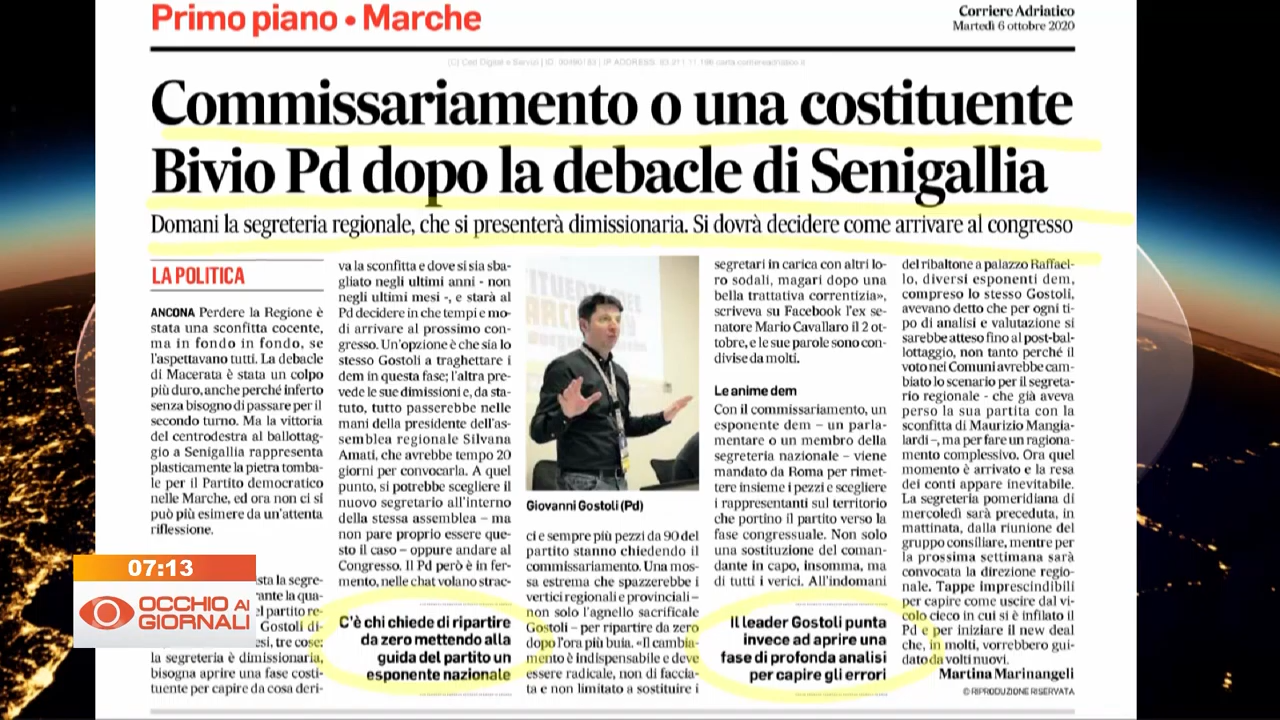 Primo piano • Marche
Corriere Adriatico
Martedì 6 ottobre 2020
Commissariamento o una costituente
Bivio Pd dopo la debacle di Senigallia
Domani la segreteria regionale, che si presenterà dimissionaria. Si dovrà decidere come arrivare al congresso
LA POLITICA
ANCONA Perdere la Regione è
stata una sconfitta cocente,
ma in fondo in fondo, se
l'aspettavano tutti. La debacle
di Macerata è stata un colpo
più duro, anche perché inferto
senza bisogno di passare per il
secondo turno. Ma la vittoria
del centrodestra al ballottag-
gio a Senigallia rappresenta
plasticamente la pietra tomba-
le per il Partito democratico
nelle Marche, ed ora non ci si
può più esimere da un'attenta
riflessione.
sta la segre-
rante la qua-
el partito re-
Gostoli di-
esi, tre cose:
la segreteria è dimissionaria,
bisogna aprire una fase costi-
tuente per capire da cosa deri-
va la sconfitta e dove si sia sba-
gliato negli ultimi anni - non
negli ultimi mesi -, e starà al
Pd decidere in che tempi e mo-
di arrivare al prossimo con-
gresso. Un'opzione è che sia lo
stesso Gostoli a traghettare i
dem in questa fase; l'altra pre-
vede le sue dimissioni e, da sta-
tuto, tutto passerebbe nelle
mani della presidente dell'as-
semblea regionale Silvana
Amati, che avrebbe tempo 20
giorni per convocarla. A quel
punto, si potrebbe scegliere il
nuovo segretario all'interno
della stessa assemblea – ma
non pare proprio essere que-
sto il caso – oppure andare al
Congresso. Il Pd però è in fer-
mento, nelle chat volano strac-
C'è chi chiede di ripartire
da zero mettendo alla
guida del partito un
esponente nazionale
Giovanni Gostoli (Pd)
ci e sempre più pezzi da 90 del
partito stanno chiedendo il
commissariamento. Una mos-
sa estrema che spazzerebbe i
vertici regionali e provinciali –
non solo l'agnello sacrificale
Gostoli – per ripartire da zero
dopo l'ora più buia. «Il cambia-
mento è indispensabile e deve
essere radicale, non di faccia-
ta e non limitato a sostituire i
segretari in carica con altri lo-
ro sodali, magari dopo una
bella trattativa correntizia»,
scriveva su Facebook l'ex se-
natore Mario Cavallaro il 2 ot-
tobre, e le sue parole sono con-
divise da molti.
Le anime dem
Con il commissariamento, un
esponente dem – un parla-
mentare o un membro della
segreteria nazionale – viene
mandato da Roma per rimet-
tere insieme i pezzi e scegliere
i rappresentanti sul territorio
che portino il partito verso la
fase congressuale. Non solo
una sostituzione del coman-
dante in capo, insomma, ma
di tutti i verici. All'indomani
Il leader Gostoli punta
invece ad aprire una
fase di profonda analisi
per capire gli errori
del ribaltone a palazzo Raffael-
lo, diversi esponenti dem,
compreso lo stesso Gostoli,
avevano detto che per ogni ti-
po di analisi e valutazione si
sarebbe atteso fino al post-bal-
lottaggio, non tanto perché il
voto nei Comuni avrebbe cam-
biato lo scenario per il segreta-
rio regionale - che già aveva
perso la sua partita con la
sconfitta di Maurizio Mangia-
lardi –, ma per fare un ragiona-
mento complessivo. Ora quel
momento è arrivato e la resa
dei conti appare inevitabile.
La segreteria pomeridiana di
mercoledì sarà preceduta, in
mattinata, dalla riunione del
gruppo consiliare, mentre per
la prossima settimana sarà
convocata la direzione regio-
nale. Tappe imprescindibili
per capire come uscire dal vi-
colo cieco in cui si è infilato il
Pd e per iniziare il new deal
che, in molti, vorrebbero gui-
dato da volti nuovi.
Martina Marinangeli
© RIPRODUZIONE RISERVATA
07:13
OCCHIO AI
GIORNALI